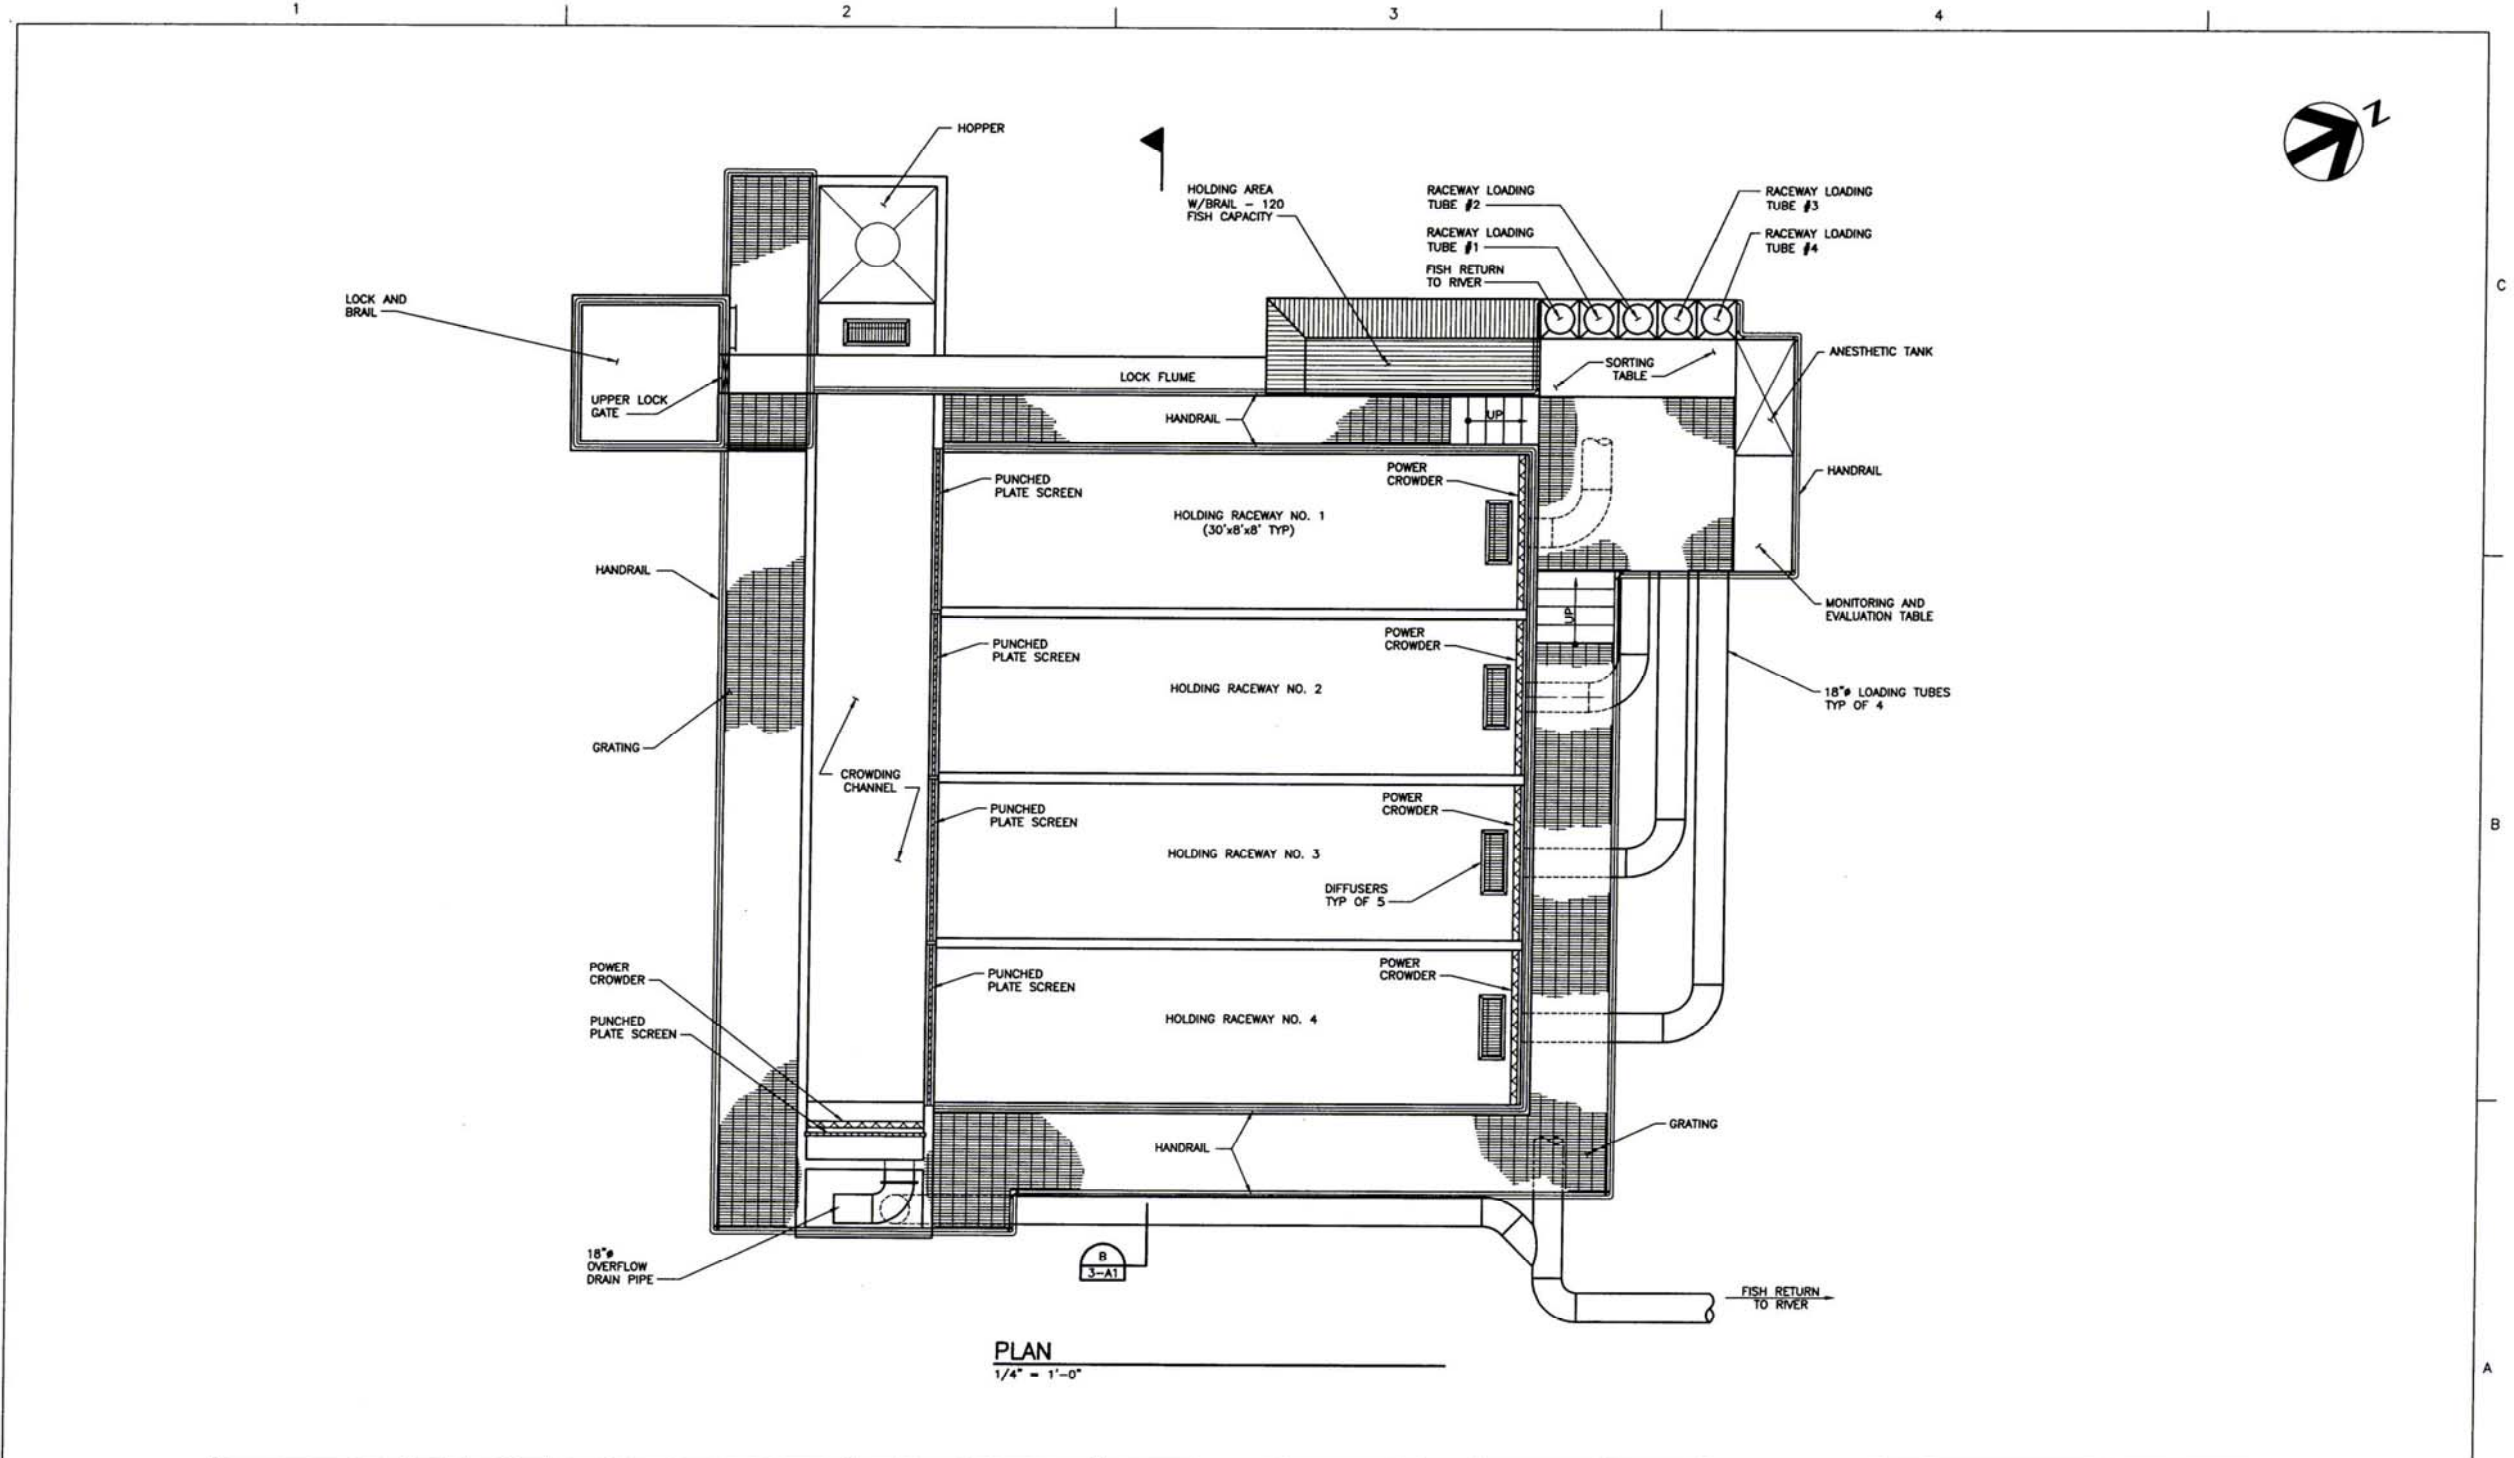 1
2
3
4
HOPPER
HOLDING AREA
W/BRAIL - 120
FISH CAPACITY
RACEWAY LOADING
TUBE #2
RACEWAY LOADING
TUBE #1
FISH RETURN
TO RIVER
RACEWAY LOADING
TUBE #3
RACEWAY LOADING
TUBE #4
N
C
LOCK AND
BRAIL
UPPER LOCK
GATE
LOCK FLUME
HANDRAIL
UP
SORTING
TABLE
ANESTHETIC TANK
HANDRAIL
PUNCHED
PLATE SCREEN
POWER
CROWDER
HOLDING RACEWAY NO. 1
(30'x8'x8' TYP)
HANDRAIL
MONITORING AND
EVALUATION TABLE
UP
PUNCHED
PLATE SCREEN
POWER
CROWDER
HOLDING RACEWAY NO. 2
18"ø LOADING TUBES
TYP OF 4
GRATING
CROWDING
CHANNEL
PUNCHED
PLATE SCREEN
POWER
CROWDER
HOLDING RACEWAY NO. 3
B
DIFFUSERS
TYP OF 5
POWER
CROWDER
PUNCHED
PLATE SCREEN
PUNCHED
PLATE SCREEN
POWER
CROWDER
HOLDING RACEWAY NO. 4
GRATING
HANDRAIL
18"ø
OVERFLOW
DRAIN PIPE
B
3-A1
FISH RETURN
TO RIVER
PLAN
1/4" = 1'-0"
A